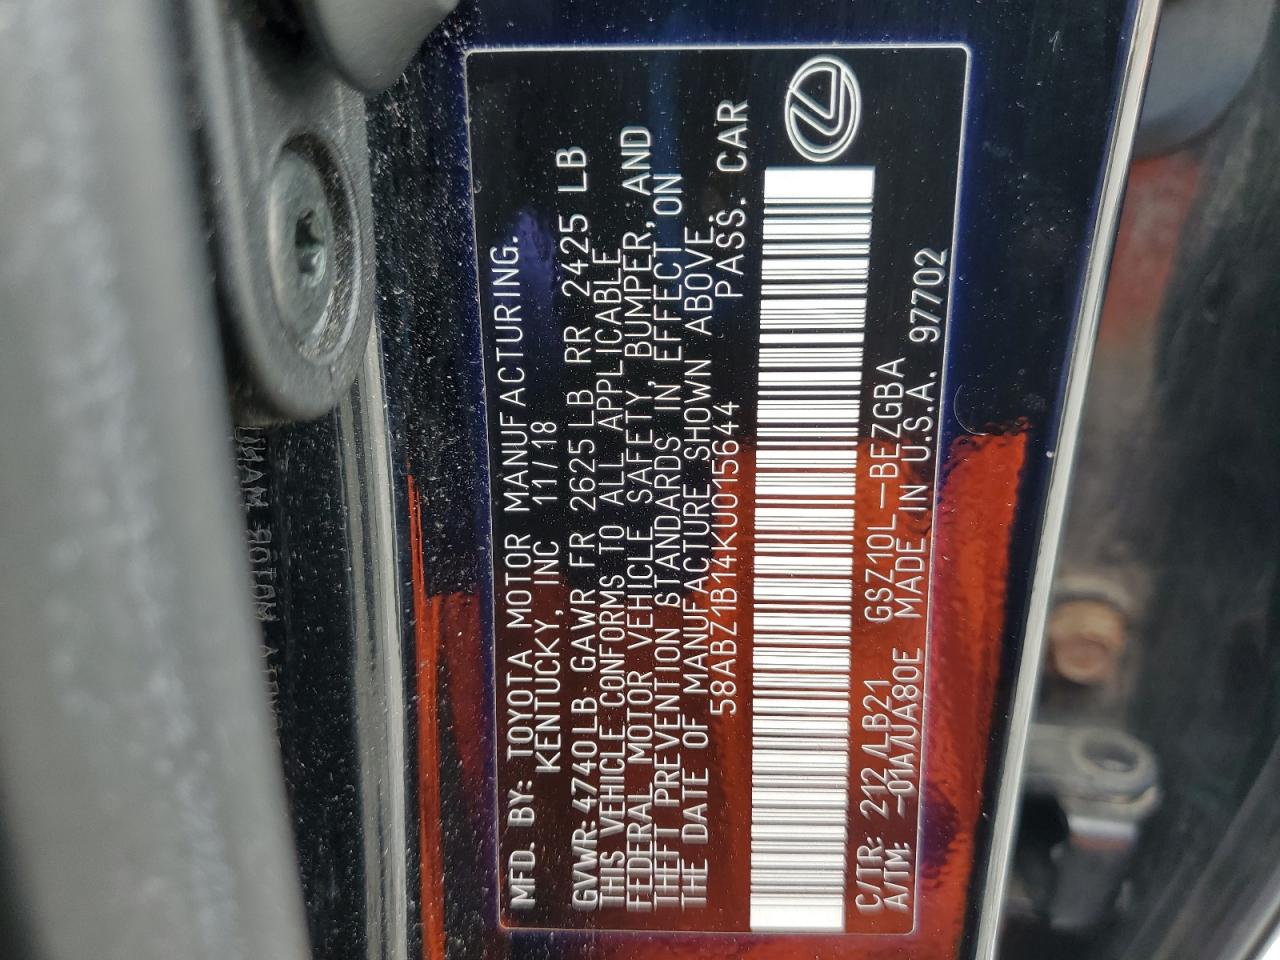 MFD. BY: TOYOTA MOTOR MANUFACTURING.
KENTUCKY, INC 11/18
GVWR: 4740LB GAWR FR 2625LB RR 2425 LB
THIS VEHICLE CONFORMS TO ALL APPLICABLE
FEDERAL MOTOR VEHICLE SAFETY, BUMPER, AND
THEFT PREVENTION STANDARDS IN EFFECT ON
THE DATE OF MANUFACTURE SHOWN ABOVE.
58ABZ1B14KU015644 PASS. CAR
C/TR: 212 /LB21 GSZ10L-BEZGBA
A/TM: -01A/UA80E MADE IN U.S.A. 97702